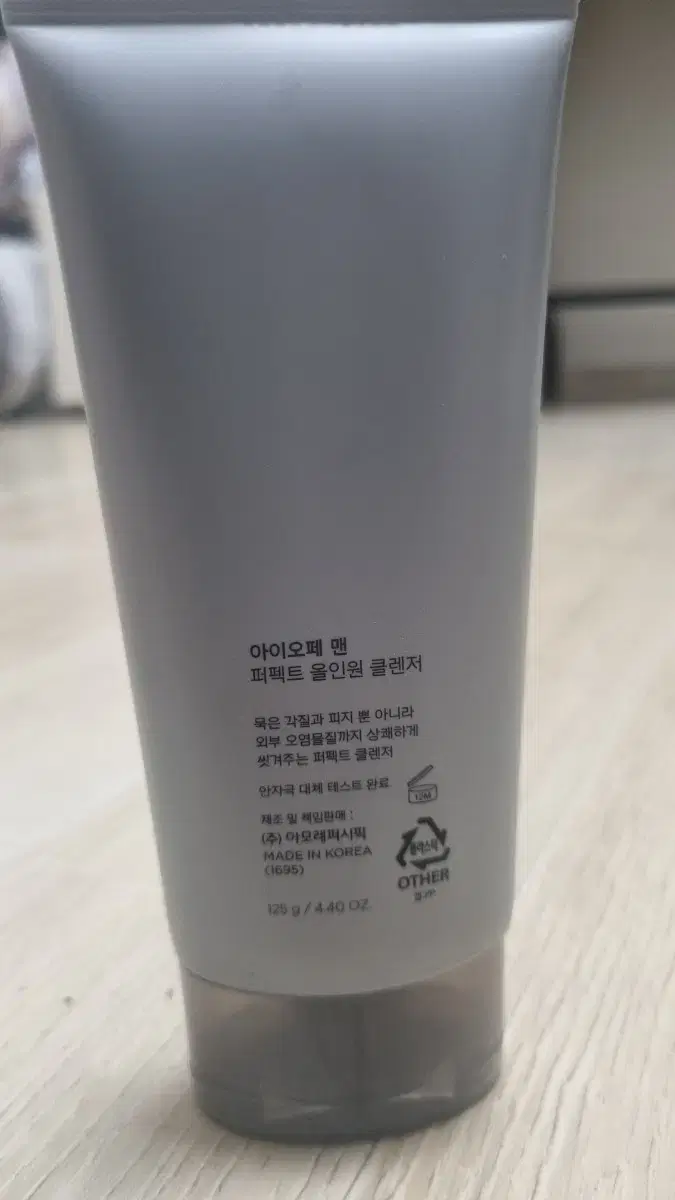 아이오페 맨
퍼펙트 올인원 클렌저
묵은 각질과 피지 뿐 아니라
외부 오염물질까지 상쾌하게
씻겨주는 퍼펙트 클렌저
안자극 대체 테스트 완료
12M
제조 및 책임판매 :
(주) 아모레퍼시픽
MADE IN KOREA
(1695)
플라스틱
OTHER
125 g / 4.40 OZ.